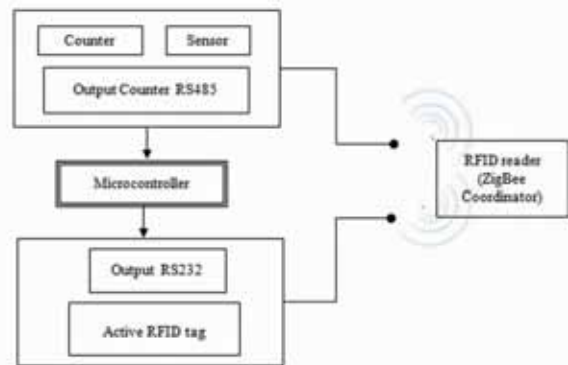 Counter
Sensor
Output Counter RS485
Microcontroller
Output RS232
Active RFID tag
RFID reader
(ZigBee
Coordinator)